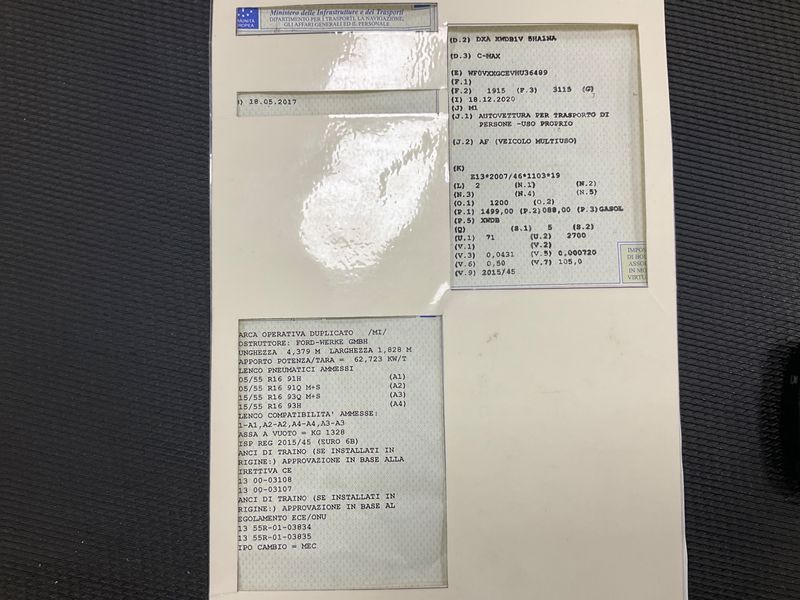 MUNITÀ
ROPEA
Ministero delle Infrastrutture e dei Trasporti
DIPARTIMENTO PER I TRASPORTI, LA NAVIGAZIONE,
GLI AFFARI GENERALI ED IL PERSONALE
) 18.05.2017
(D.2) DXA XWDB1V 5HA1NA
(D.3) C-MAX
(E) WF0VXXGCEVHU36489
(F.1)
(F.2) 1915 (F.3) 3115 (G)
(I) 18.12.2020
(J) M1
(J.1) AUTOVETTURA PER TRASPORTO DI
PERSONE -USO PROPRIO
(J.2) AF (VEICOLO MULTIUSO)
(K)
E13*2007/46*1103*19
(L) 2 (N.1) (N.2)
(N.3) (N.4) (N.5)
(O.1) 1200 (O.2)
(P.1) 1499,00 (P.2) 088,00 (P.3) GASOL
(P.5) XWDB
(Q) (S.1) 5 (S.2)
(U.1) 71 (U.2) 2700
(V.1) (V.2)
(V.3) 0,0431 (V.5) 0,000720
(V.6) 0,50 (V.7) 105,0
(V.9) 2015/45
IMPOS
DI BOL
ASSOL
IN MO
VIRTU
ARCA OPERATIVA DUPLICATO /MI/
OSTRUTTORE: FORD-WERKE GMBH
UNGHEZZA 4,379 M LARGHEZZA 1,828 M
APPORTO POTENZA/TARA = 62,723 KW/T
LENCO PNEUMATICI AMMESSI
05/55 R16 91H (A1)
05/55 R16 91Q M+S (A2)
15/55 R16 93Q M+S (A3)
15/55 R16 93H (A4)
LENCO COMPATIBILITA' AMMESSE:
1-A1,A2-A2,A4-A4,A3-A3
ASSA A VUOTO = KG 1328
ISP REG 2015/45 (EURO 6B)
ANCI DI TRAINO (SE INSTALLATI IN
RIGINE:) APPROVAZIONE IN BASE ALLA
IRETTIVA CE
13 00-03108
13 00-03107
ANCI DI TRAINO (SE INSTALLATI IN
RIGINE:) APPROVAZIONE IN BASE AL
EGOLAMENTO ECE/ONU
13 55R-01-03834
13 55R-01-03835
IPO CAMBIO = MEC